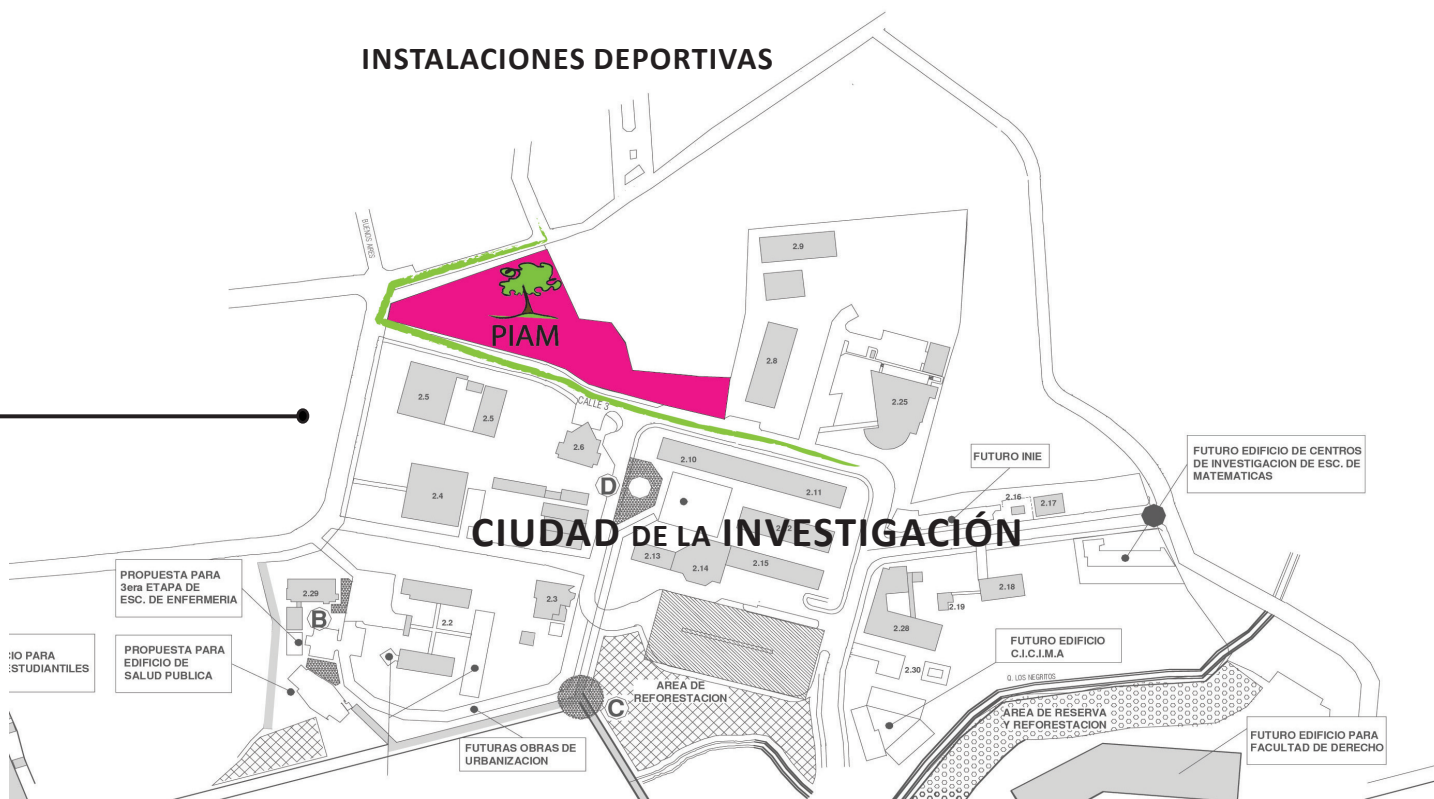 INSTALACIONES DEPORTIVAS
BUENOS AIRES
2.9
PIAM
2.8
2.5
2.5
CALLE 3
2.25
2.6
2.10
FUTURO INIE
FUTURO EDIFICIO DE CENTROS
DE INVESTIGACION DE ESC. DE
MATEMATICAS
2.4
D
2.11
2.16
2.17
CIUDAD DE LA INVESTIGACIÓN
2.13
2.14
2.15
PROPUESTA PARA
3era ETAPA DE
ESC. DE ENFERMERIA
2.29
B
2.2
2.3
2.18
2.19
2.28
CIO PARA
ESTUDIANTILES
PROPUESTA PARA
EDIFICIO DE
SALUD PUBLICA
FUTURO EDIFICIO
C.I.C.I.M.A
2.30
Q. LOS NEGRITOS
AREA DE
REFORESTACION
C
AREA DE RESERVA
Y REFORESTACION
FUTURAS OBRAS DE
URBANIZACION
FUTURO EDIFICIO PARA
FACULTAD DE DERECHO